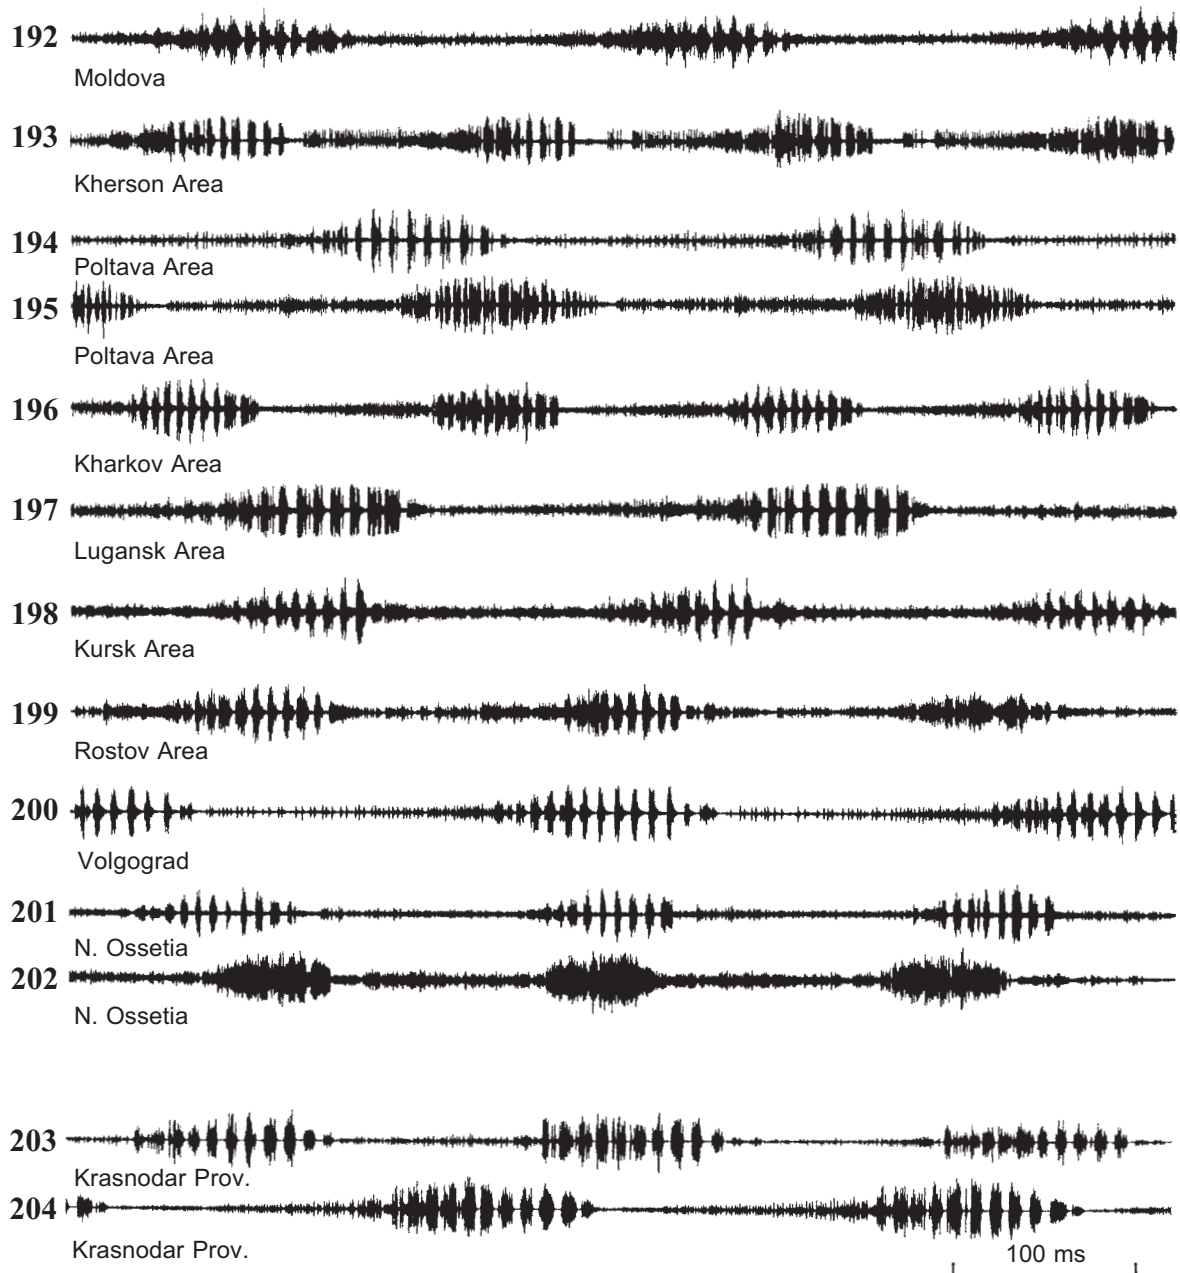 192
Moldova
193
Kherson Area
194
Poltava Area
195
Poltava Area
196
Kharkov Area
197
Lugansk Area
198
Kursk Area
199
Rostov Area
200
Volgograd
201
N. Ossetia
202
N. Ossetia
203
Krasnodar Prov.
204
Krasnodar Prov.
100 ms